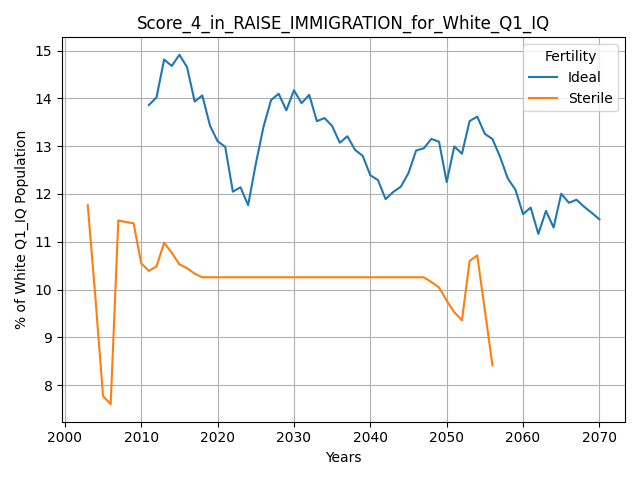 Score_4_in_RAISE_IMMIGRATION_for_White_Q1_IQ
% of White Q1_IQ Population
15
14
13
12
11
10
9
8
Fertility
Ideal
Sterile
2000 2010 2020 2030 2040 2050 2060 2070
Years